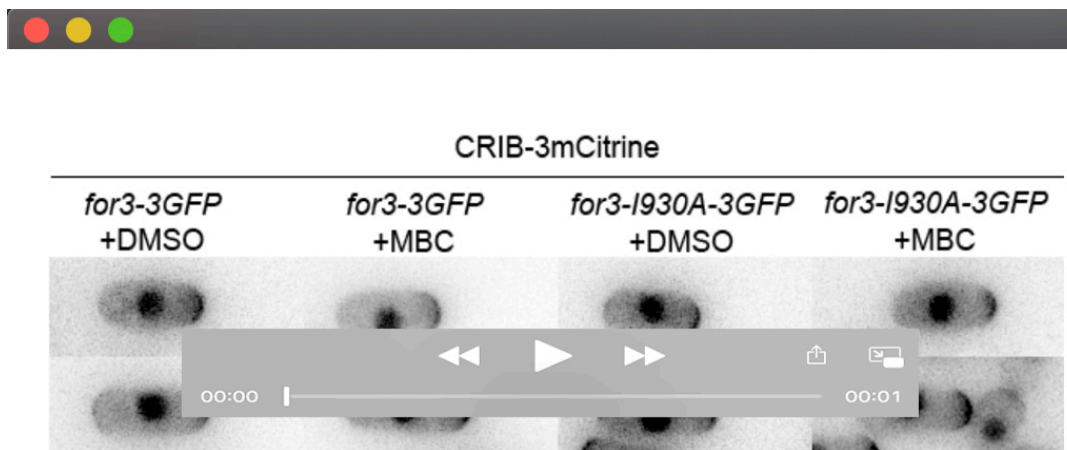 CRIB-3mCitrine
for3-3GFP for3-3GFP for3-I930A-3GFP for3-I930A-3GFP
+DMSO +MBC +DMSO +MBC
00:00 00:01